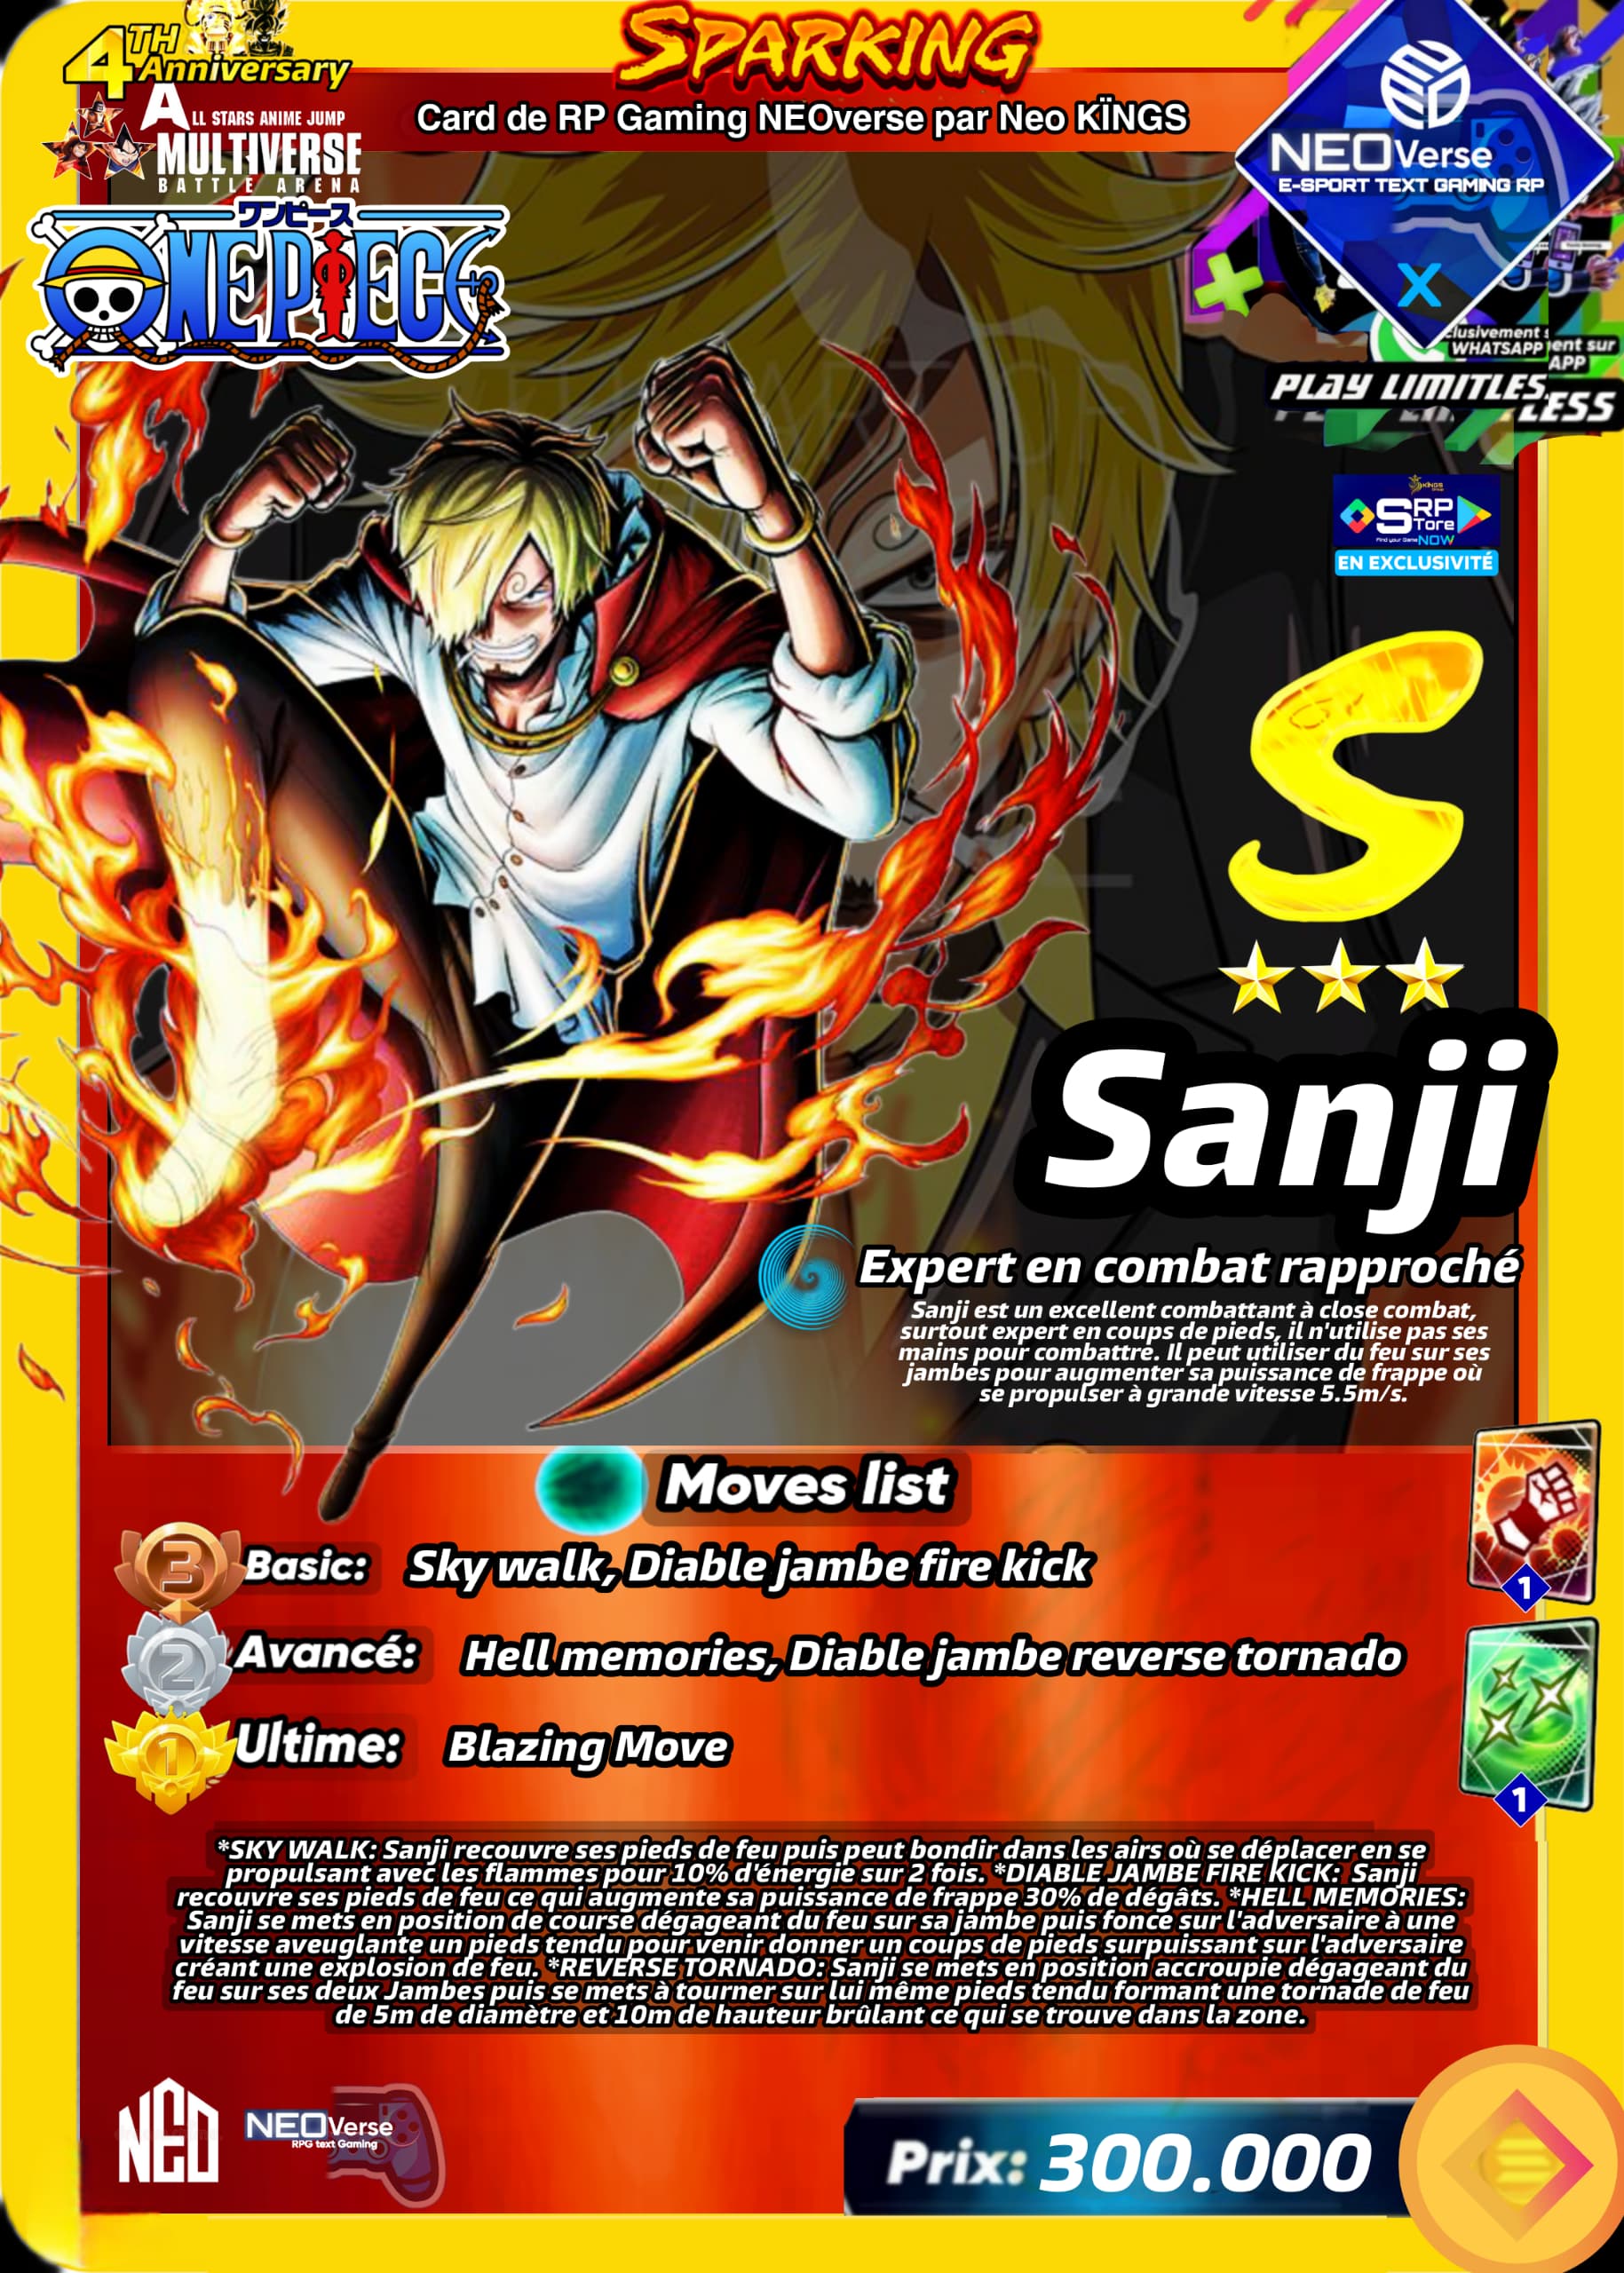 4TH
Anniversary
SPARKING
Card de RP Gaming NEOverse par Neo KÏNGS
ALL STARS ANIME JUMP
MULTIVERSE
BATTLE ARENA
ワンピース
ONE PIECE
NEOVerse
E-SPORT TEXT GAMING RP
X
clusivement
WHATSAPP
ent sur
APP
PLAY LIMITLES
LESS
SRP
Tore
Find your Game NOW
EN EXCLUSIVITÉ
S
Sanji
Expert en combat rapproché
Sanji est un excellent combattant à close combat,
surtout expert en coups de pieds, il n'utilise pas ses
mains pour combattre. Il peut utiliser du feu sur ses
jambes pour augmenter sa puissance de frappe où
se propulser à grande vitesse 5.5m/s.
Moves list
3 Basic: Sky walk, Diable jambe fire kick
1
2 Avancé: Hell memories, Diable jambe reverse tornado
1 Ultime: Blazing Move
1
*SKY WALK: Sanji recouvre ses pieds de feu puis peut bondir dans les airs où se déplacer en se
propulsant avec les flammes pour 10% d'énergie sur 2 fois. *DIABLE JAMBE FIRE KICK: Sanji
recouvre ses pieds de feu ce qui augmente sa puissance de frappe 30% de dégâts. *HELL MEMORIES:
Sanji se mets en position de course dégageant du feu sur sa jambe puis fonce sur l'adversaire à une
vitesse aveuglante un pieds tendu pour venir donner un coups de pieds surpuissant sur l'adversaire
créant une explosion de feu. *REVERSE TORNADO: Sanji se mets en position accroupie dégageant du
feu sur ses deux Jambes puis se mets à tourner sur lui même pieds tendu formant une tornade de feu
de 5m de diamètre et 10m de hauteur brûlant ce qui se trouve dans la zone.
NEO
NEOVerse
RPG text Gaming
Prix: 300.000